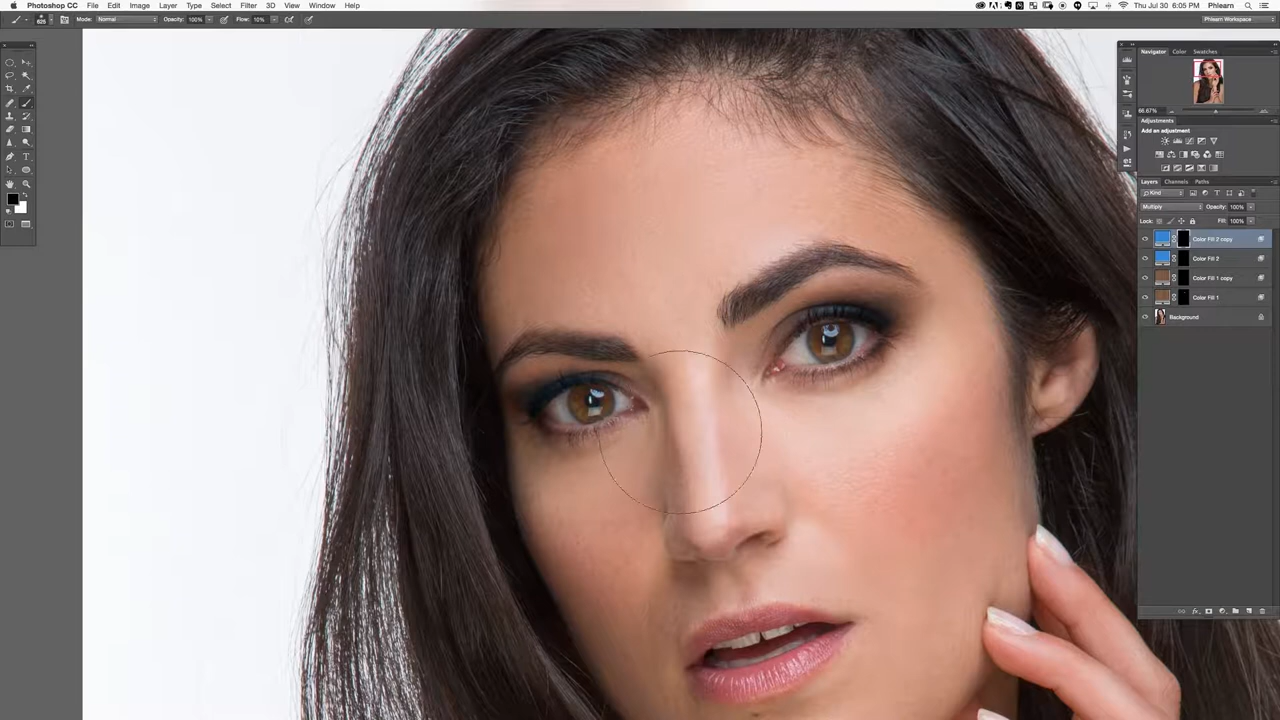 Photoshop CC File Edit Image Layer Type Select Filter 3D View Window Help Thu Jul 30 6:05 PM Phlearn
625 Mode: Normal Opacity: 100% Flow: 10% Phlearn Workspace
Navigator Color Swatches
66.67%
Adjustments
Add an adjustment
Layers Channels Paths
Kind
Multiply Opacity: 100%
Lock: Fill: 100%
Color Fill 2 copy
Color Fill 2
Color Fill 1 copy
Color Fill 1
Background
fx